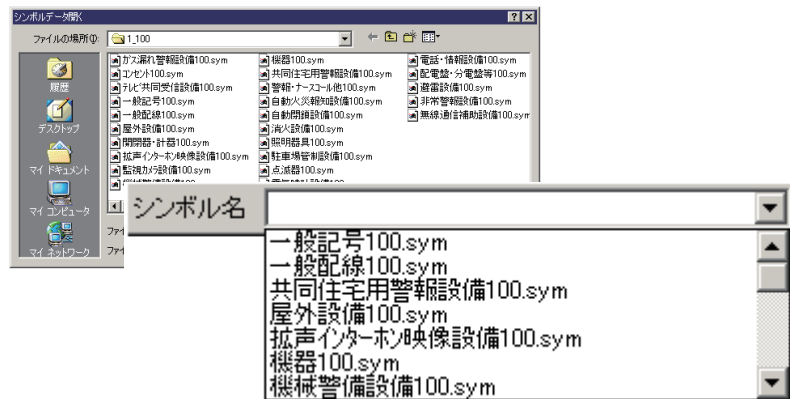 シンボルデータ開く
ファイルの場所(I):
1_100
ガス漏れ警報設備100.sym
コンセント100.sym
テレビ共同受信設備100.sym
一般記号100.sym
一般配線100.sym
屋外設備100.sym
開閉器・計器100.sym
拡声インターホン映像設備100.sym
監視カメラ設備100.sym
機器100.sym
共同住宅用警報設備100.sym
警報・ナースコール他100.sym
自動火災報知設備100.sym
自動閉鎖設備100.sym
消火設備100.sym
照明器具100.sym
駐車場管制設備100.sym
点滅器100.sym
電話・情報設備100.sym
配電盤・分電盤等100.sym
避雷設備100.sym
非常警報設備100.sym
無線通信補助設備100.sym
履歴
デスクトップ
マイ ドキュメント
マイ コンピュータ
マイ ネットワーク
シンボル名
一般記号100.sym
一般配線100.sym
共同住宅用警報設備100.sym
屋外設備100.sym
拡声インターホン映像設備100.sym
機器100.sym
機械警備設備100.sym